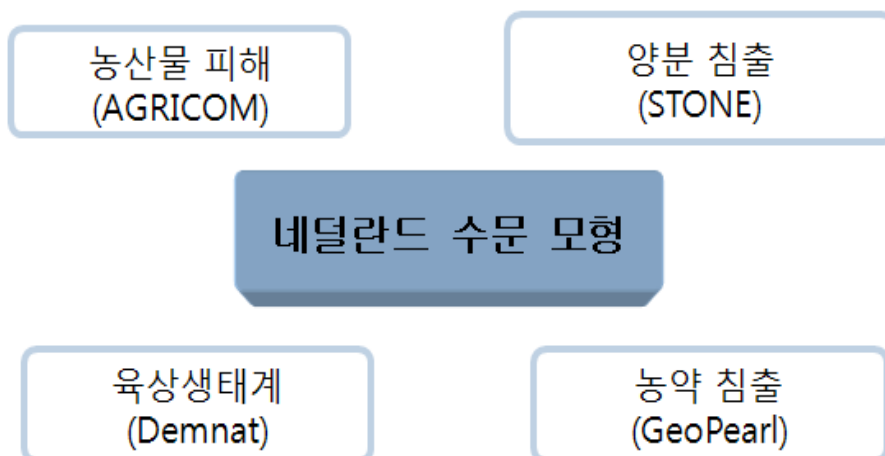 농산물 피해
(AGRICOM)
양분 침출
(STONE)
네덜란드 수문 모형
육상생태계
(Demnat)
농약 침출
(GeoPearl)